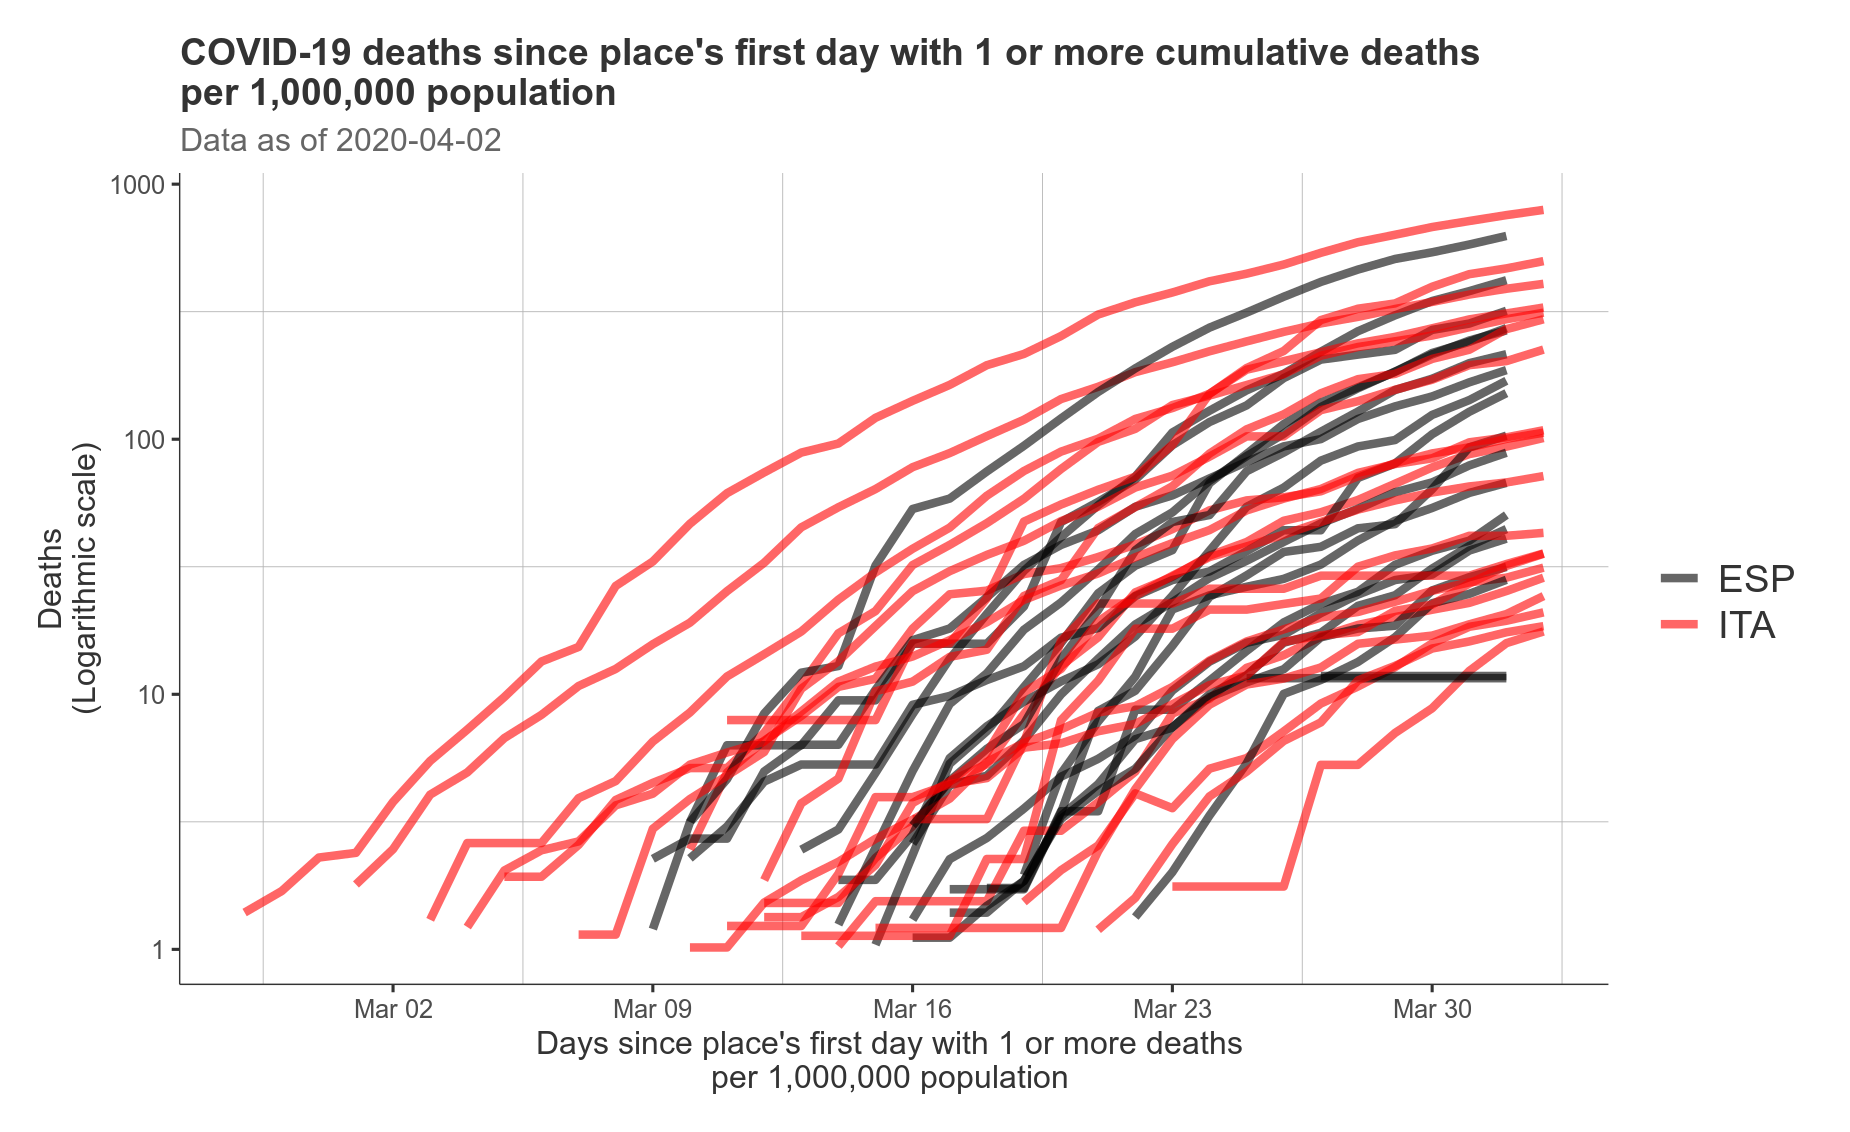 COVID-19 deaths since place's first day with 1 or more cumulative deaths
per 1,000,000 population
Data as of 2020-04-02
Deaths
(Logarithmic scale)
1000
100
10
1
Mar 02
Mar 09
Mar 16
Mar 23
Mar 30
Days since place's first day with 1 or more deaths
per 1,000,000 population
ESP
ITA